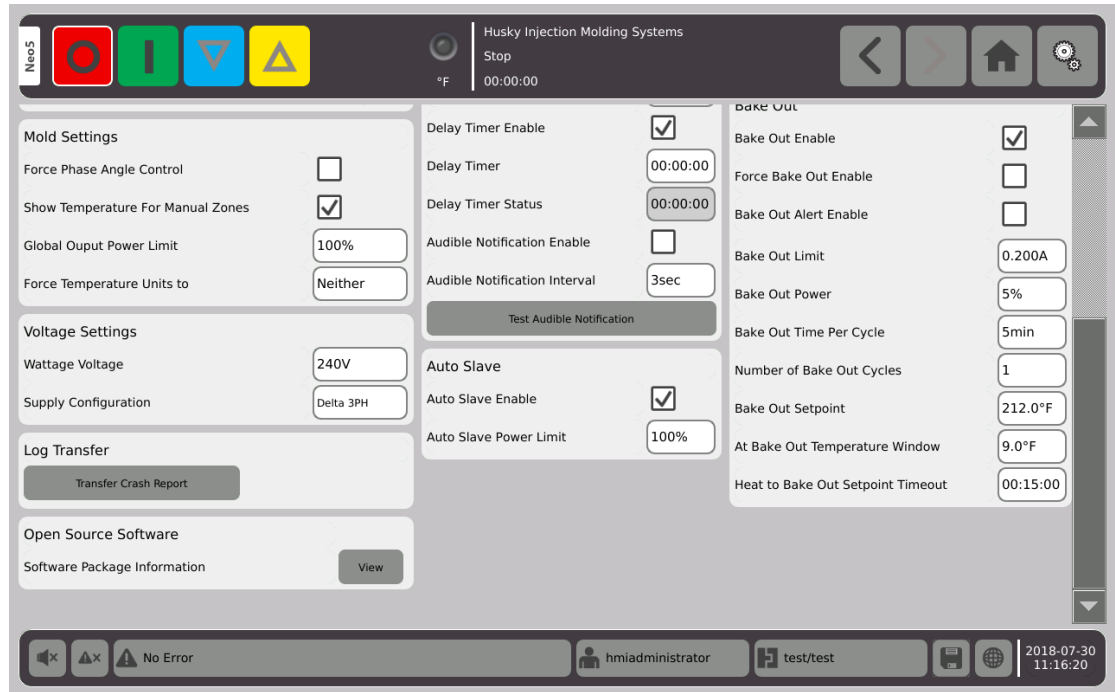 Neo5
Husky Injection Molding Systems
Stop
°F
00:00:00
Mold Settings
Force Phase Angle Control
Show Temperature For Manual Zones
Global Ouput Power Limit 100%
Force Temperature Units to Neither
Voltage Settings
Wattage Voltage 240V
Supply Configuration Delta 3PH
Log Transfer
Transfer Crash Report
Open Source Software
Software Package Information View
Delay Timer Enable
Delay Timer 00:00:00
Delay Timer Status 00:00:00
Audible Notification Enable
Audible Notification Interval 3sec
Test Audible Notification
Auto Slave
Auto Slave Enable
Auto Slave Power Limit 100%
Bake Out
Bake Out Enable
Force Bake Out Enable
Bake Out Alert Enable
Bake Out Limit 0.200A
Bake Out Power 5%
Bake Out Time Per Cycle 5min
Number of Bake Out Cycles 1
Bake Out Setpoint 212.0°F
At Bake Out Temperature Window 9.0°F
Heat to Bake Out Setpoint Timeout 00:15:00
No Error
hmiadministrator
test/test
2018-07-30
11:16:20